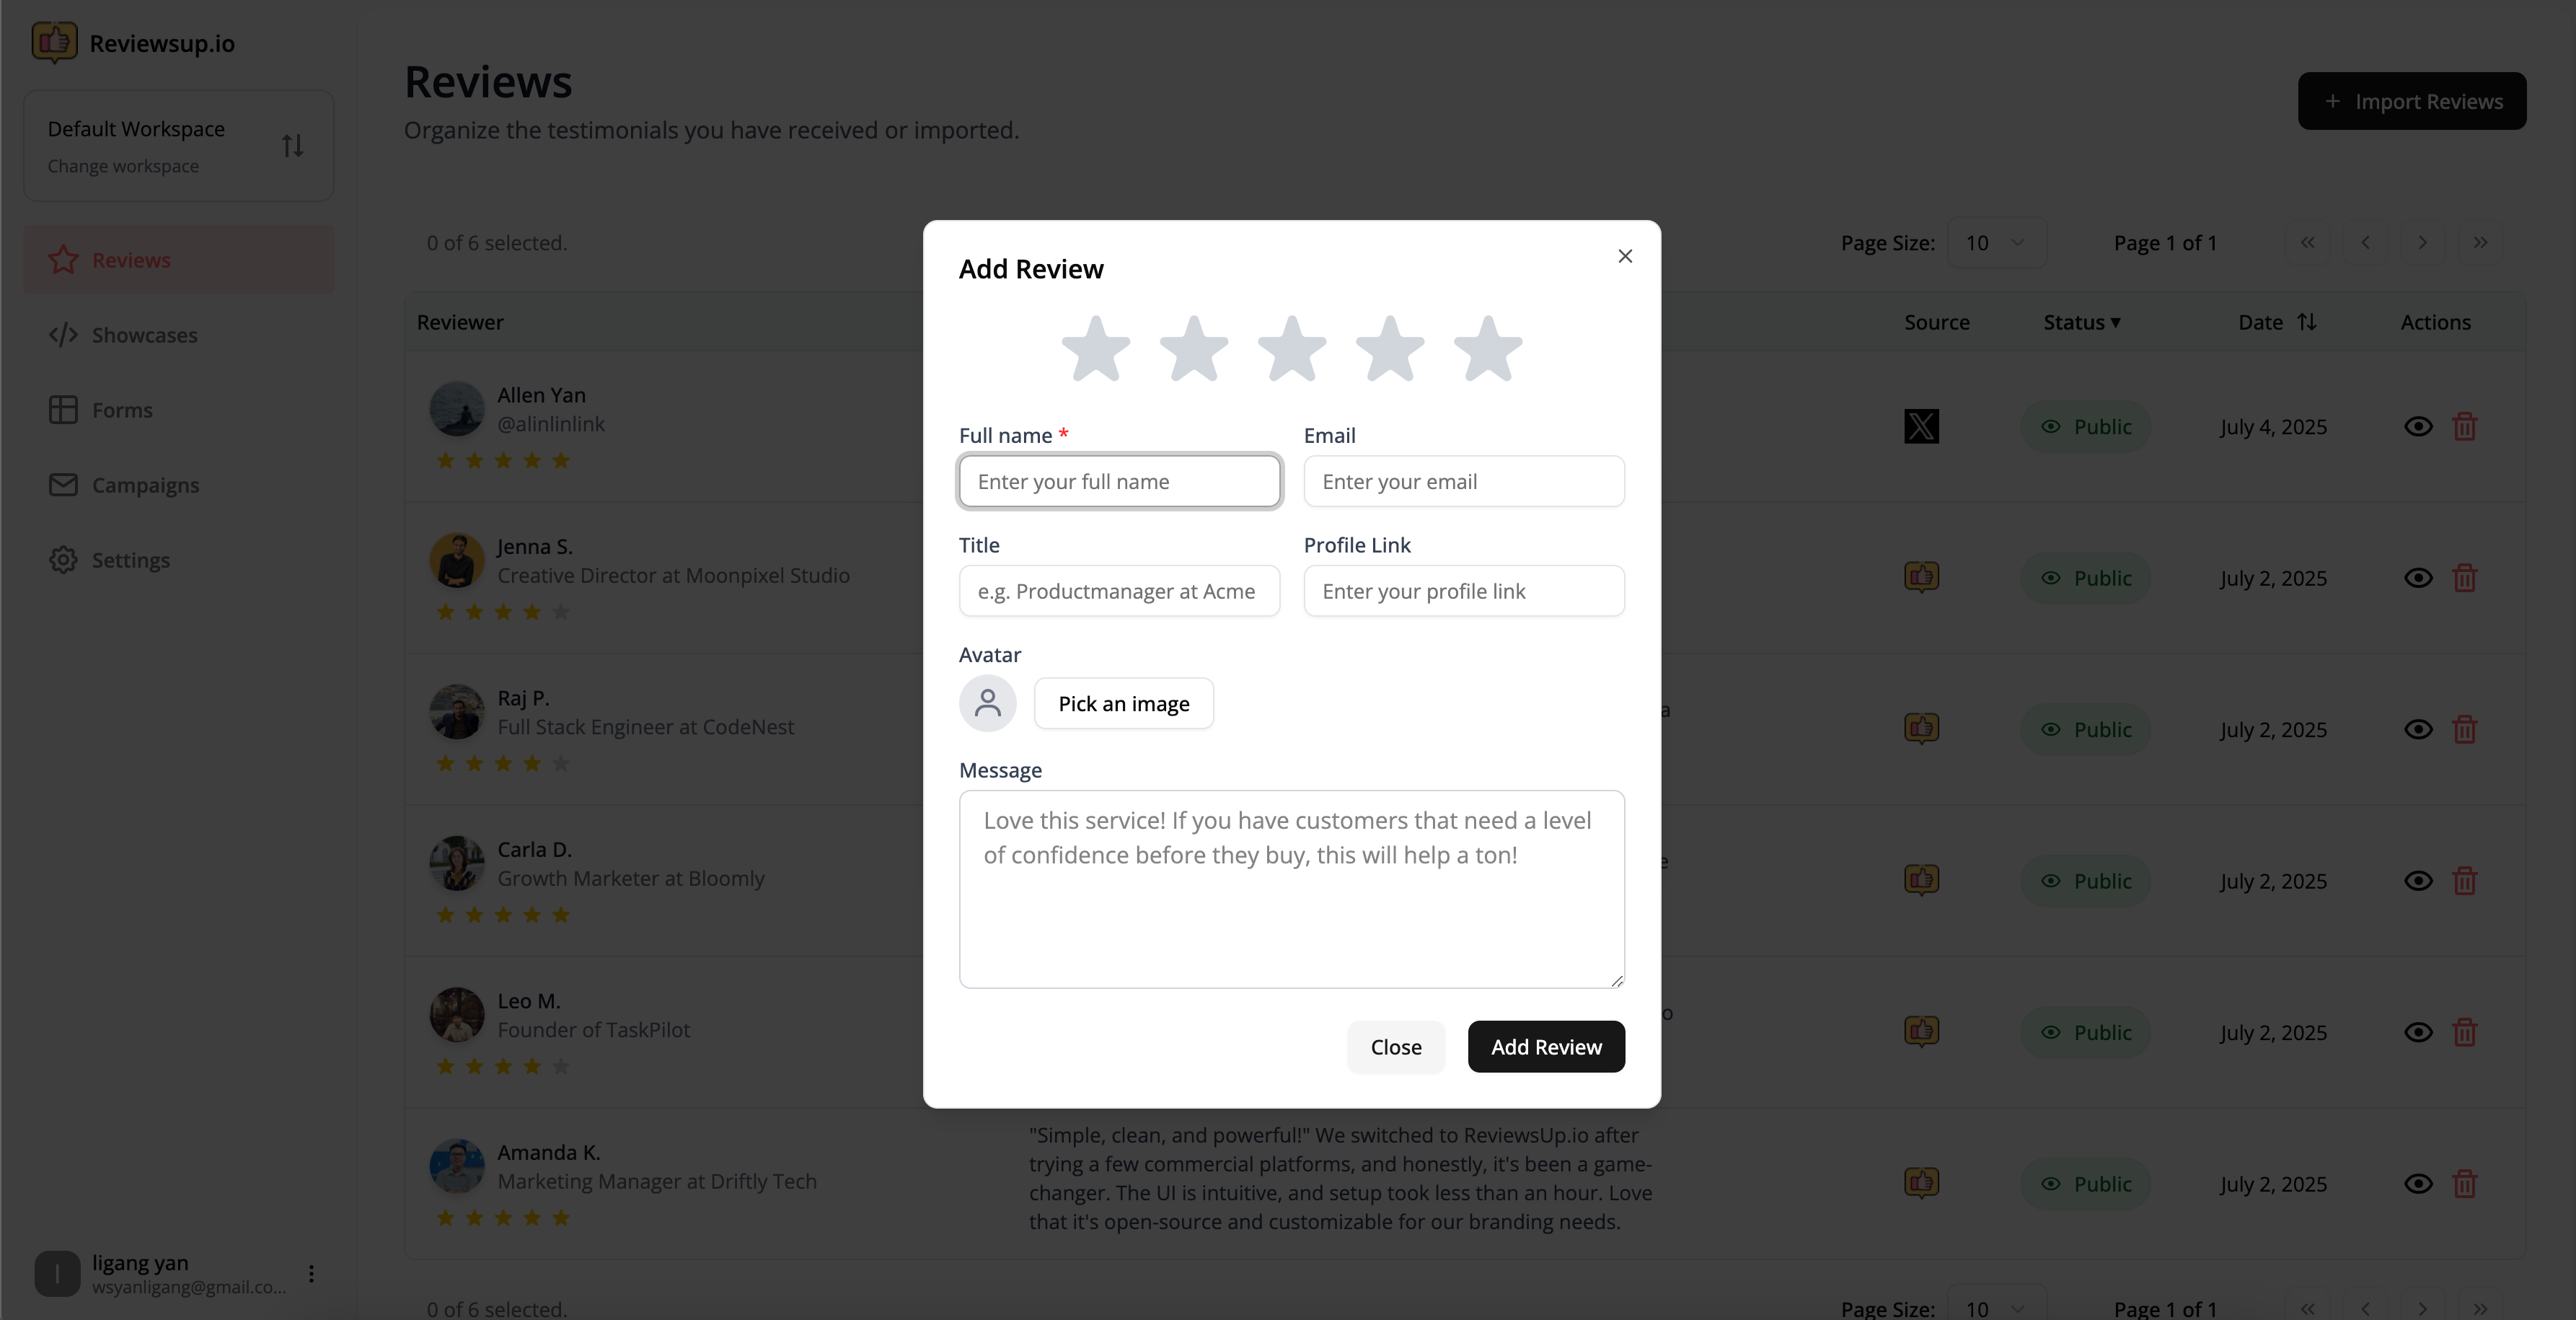 Reviewsup.io
Default Workspace
Change workspace
Reviews
Showcases
Forms
Campaigns
Settings
ligang yan
wsyanligang@gmail.co...
Reviews
Organize the testimonials you have received or imported.
+ Import Reviews
0 of 6 selected.
Page Size: 10
Page 1 of 1
Reviewer
Source
Status ▼
Date
Actions
Allen Yan
@alinlinlink
Public
July 4, 2025
Jenna S.
Creative Director at Moonpixel Studio
Public
July 2, 2025
Raj P.
Full Stack Engineer at CodeNest
a
Public
July 2, 2025
Carla D.
Growth Marketer at Bloomly
e
Public
July 2, 2025
Leo M.
Founder of TaskPilot
o
Public
July 2, 2025
Amanda K.
Marketing Manager at Driftly Tech
"Simple, clean, and powerful!" We switched to ReviewsUp.io after
trying a few commercial platforms, and honestly, it's been a game-
changer. The UI is intuitive, and setup took less than an hour. Love
that it's open-source and customizable for our branding needs.
Public
July 2, 2025
0 of 6 selected.
Page Size: 10
Page 1 of 1
Add Review
Full name *
Enter your full name
Email
Enter your email
Title
e.g. Productmanager at Acme
Profile Link
Enter your profile link
Avatar
Pick an image
Message
Love this service! If you have customers that need a level
of confidence before they buy, this will help a ton!
Close
Add Review